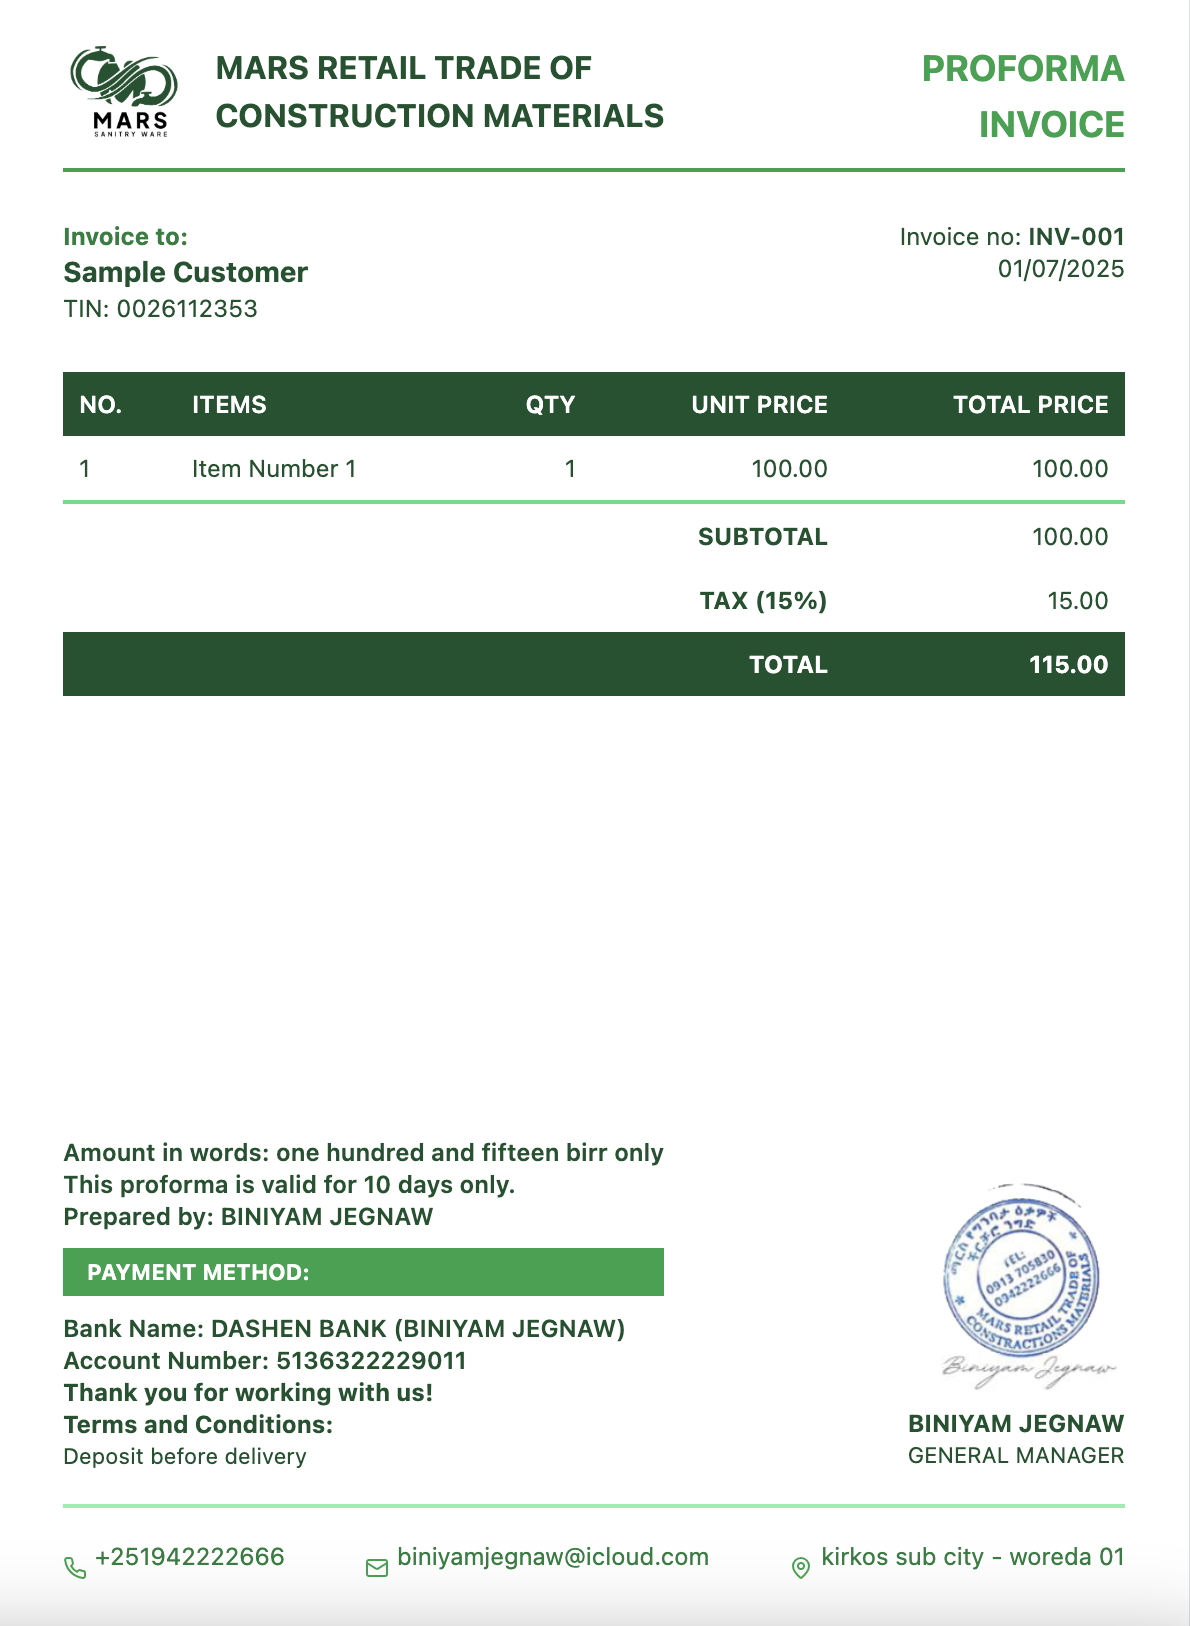 MARS
SANITRY WARE
MARS RETAIL TRADE OF
CONSTRUCTION MATERIALS
PROFORMA
INVOICE
Invoice to:
Sample Customer
TIN: 0026112353
Invoice no: INV-001
01/07/2025
NO. ITEMS QTY UNIT PRICE TOTAL PRICE
1 Item Number 1 1 100.00 100.00
SUBTOTAL 100.00
TAX (15%) 15.00
TOTAL 115.00
Amount in words: one hundred and fifteen birr only
This proforma is valid for 10 days only.
Prepared by: BINIYAM JEGNAW
PAYMENT METHOD:
Bank Name: DASHEN BANK (BINIYAM JEGNAW)
Account Number: 5136322229011
Thank you for working with us!
Terms and Conditions:
Deposit before delivery
ማርስ የግንባታ ዕቃዎች
ችርቻሮ ንግድ
TEL:
0913 705830
0942222666
MARS RETAIL TRADE OF
CONSTRACTIONS MATERIALS
Biniyam Jegnaw
BINIYAM JEGNAW
GENERAL MANAGER
+251942222666
biniyamjegnaw@icloud.com
kirkos sub city - woreda 01